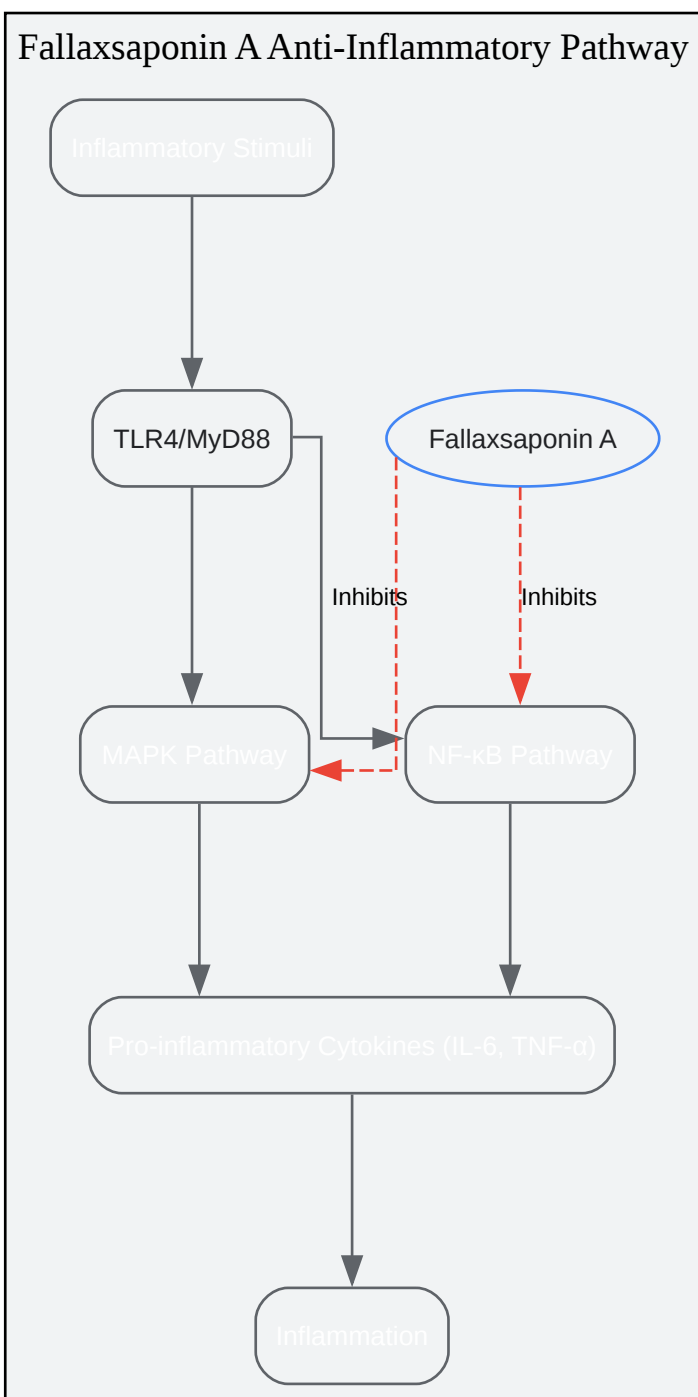 Fallaxsaponin A Anti-Inflammatory Pathway
Inflammatory Stimuli
TLR4/MyD88
Fallaxsaponin A
Inhibits
Inhibits
MAPK Pathway
NF-κB Pathway
Pro-inflammatory Cytokines (IL-6, TNF-α)
Inflammation